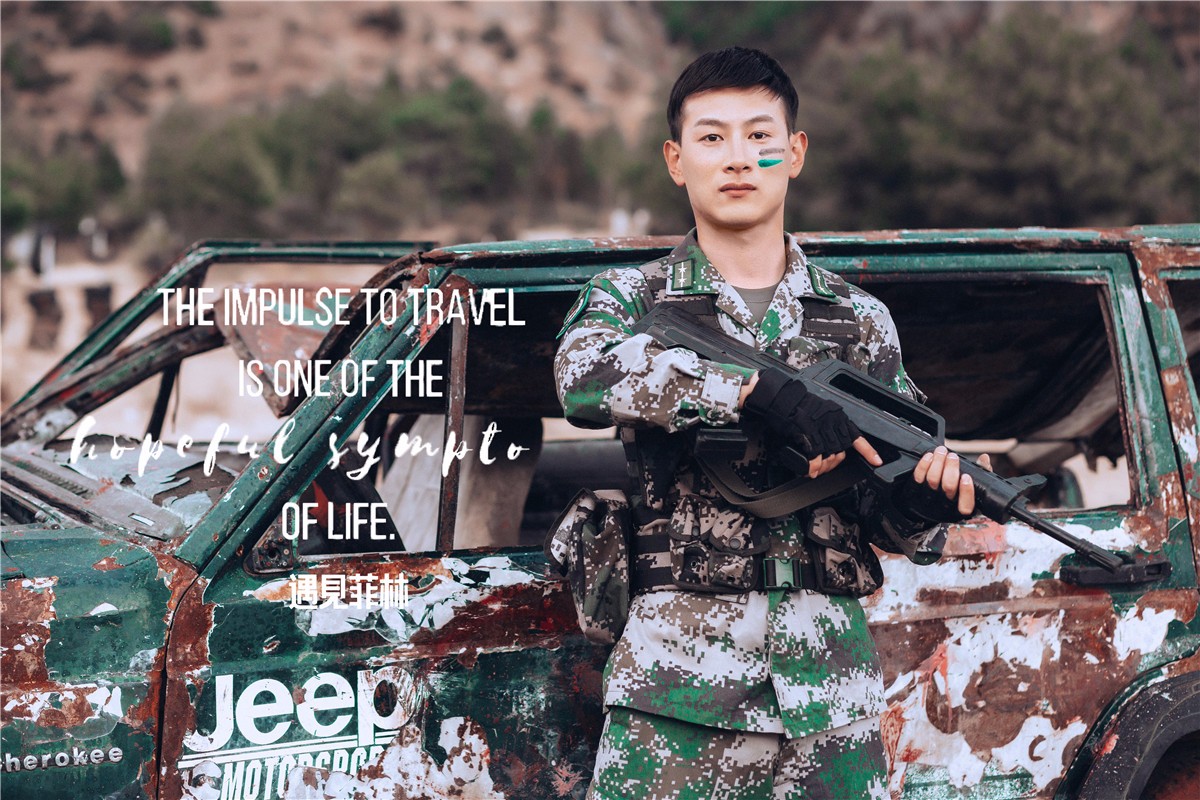 THE IMPULSE TO TRAVEL
IS ONE OF THE
hopeful sympto
OF LIFE.
遇見菲林
Jeep
cherokee